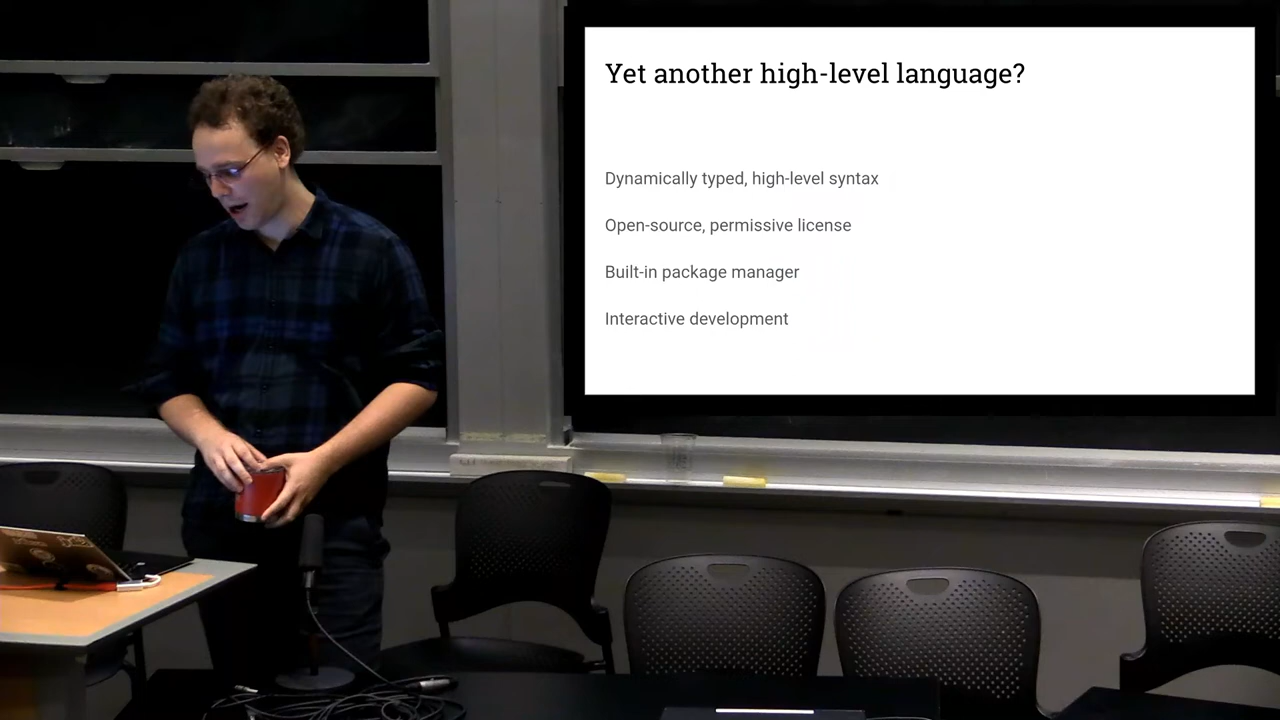 Yet another high-level language?
Dynamically typed, high-level syntax
Open-source, permissive license
Built-in package manager
Interactive development